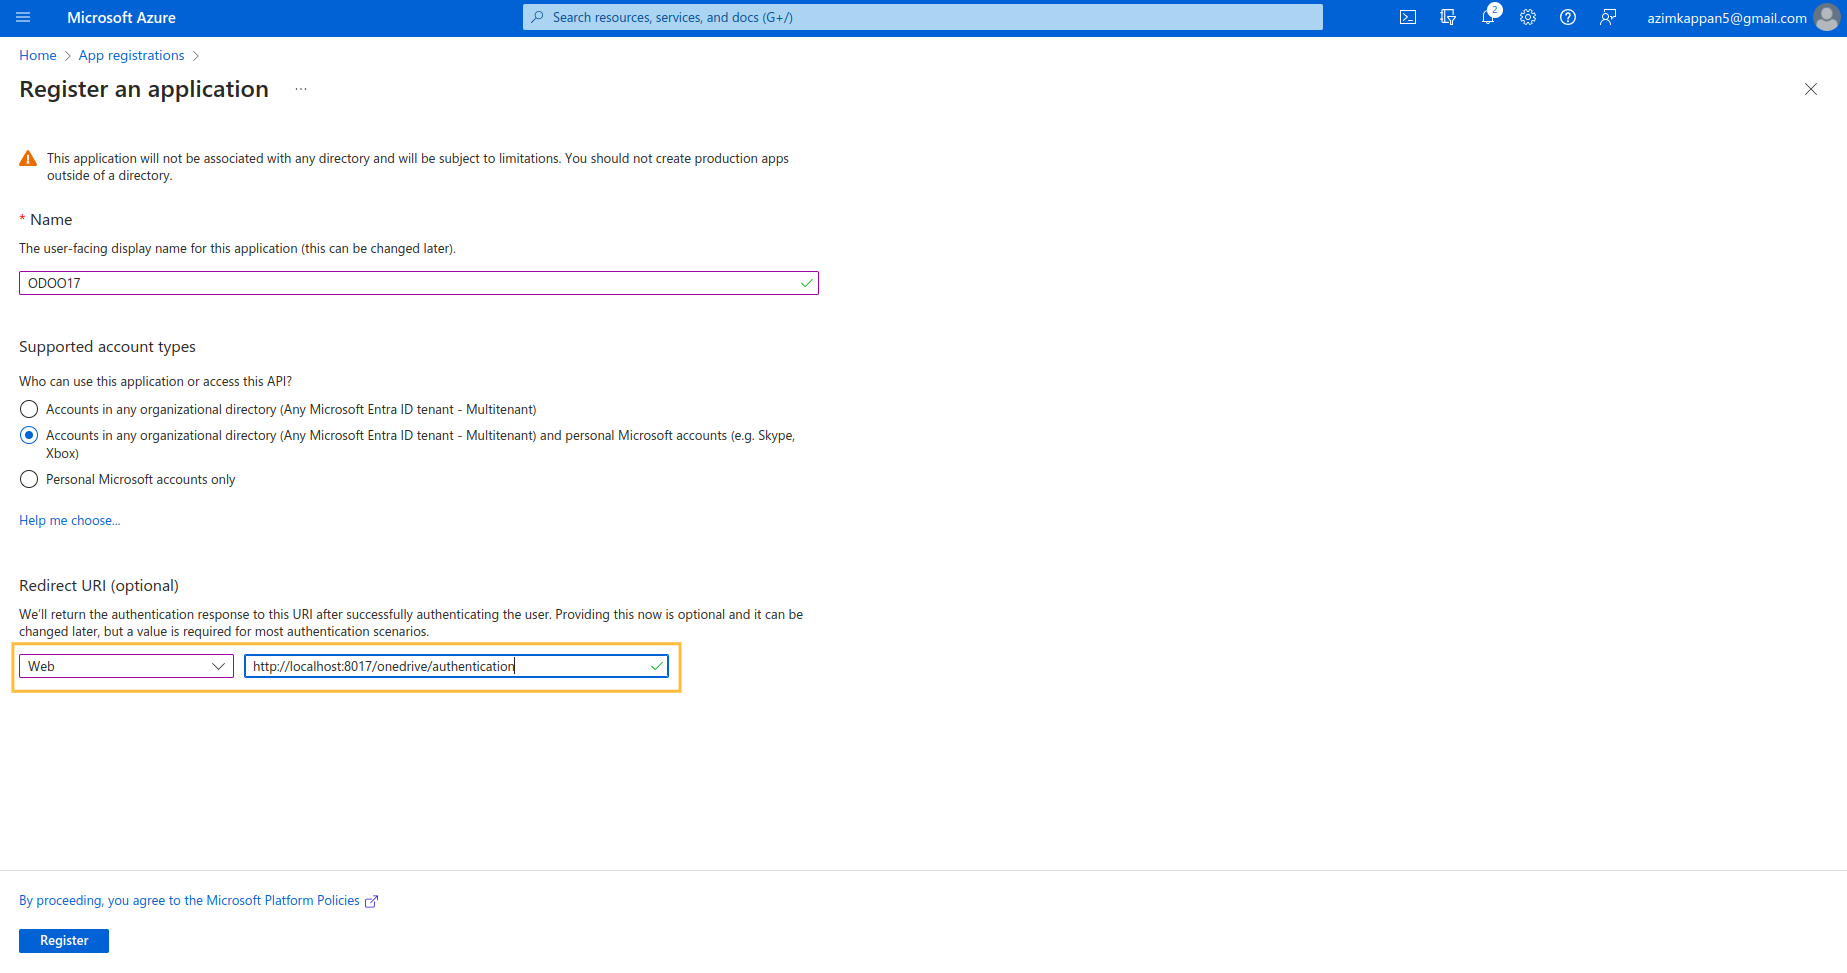 Microsoft Azure
Search resources, services, and docs (G+/)
2
azimkappan5@gmail.com
Home > App registrations >
Register an application ...
This application will not be associated with any directory and will be subject to limitations. You should not create production apps
outside of a directory.
* Name
The user-facing display name for this application (this can be changed later).
ODOO17
Supported account types
Who can use this application or access this API?
Accounts in any organizational directory (Any Microsoft Entra ID tenant - Multitenant)
Accounts in any organizational directory (Any Microsoft Entra ID tenant - Multitenant) and personal Microsoft accounts (e.g. Skype,
Xbox)
Personal Microsoft accounts only
Help me choose...
Redirect URI (optional)
We'll return the authentication response to this URI after successfully authenticating the user. Providing this now is optional and it can be
changed later, but a value is required for most authentication scenarios.
Web
http://localhost:8017/onedrive/authentication
By proceeding, you agree to the Microsoft Platform Policies
Register